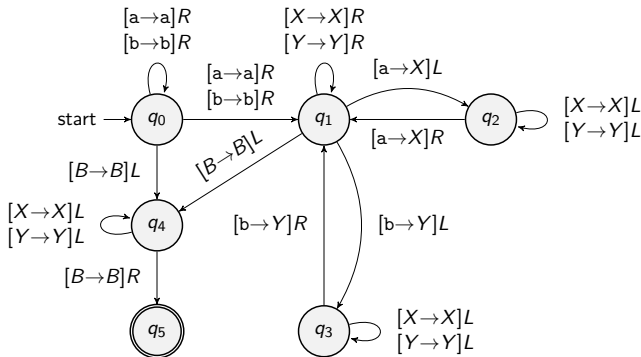 [a→a]R
[b→b]R
[X→X]R
[Y→Y]R
[a→a]R
[b→b]R
[a→X]L
start
q0
q1
q2
[X→X]L
[Y→Y]L
[a→X]R
[B→B]L
[B→B]L
[X→X]L
[Y→Y]L
q4
[b→Y]R
[b→Y]L
[B→B]R
q5
q3
[X→X]L
[Y→Y]L